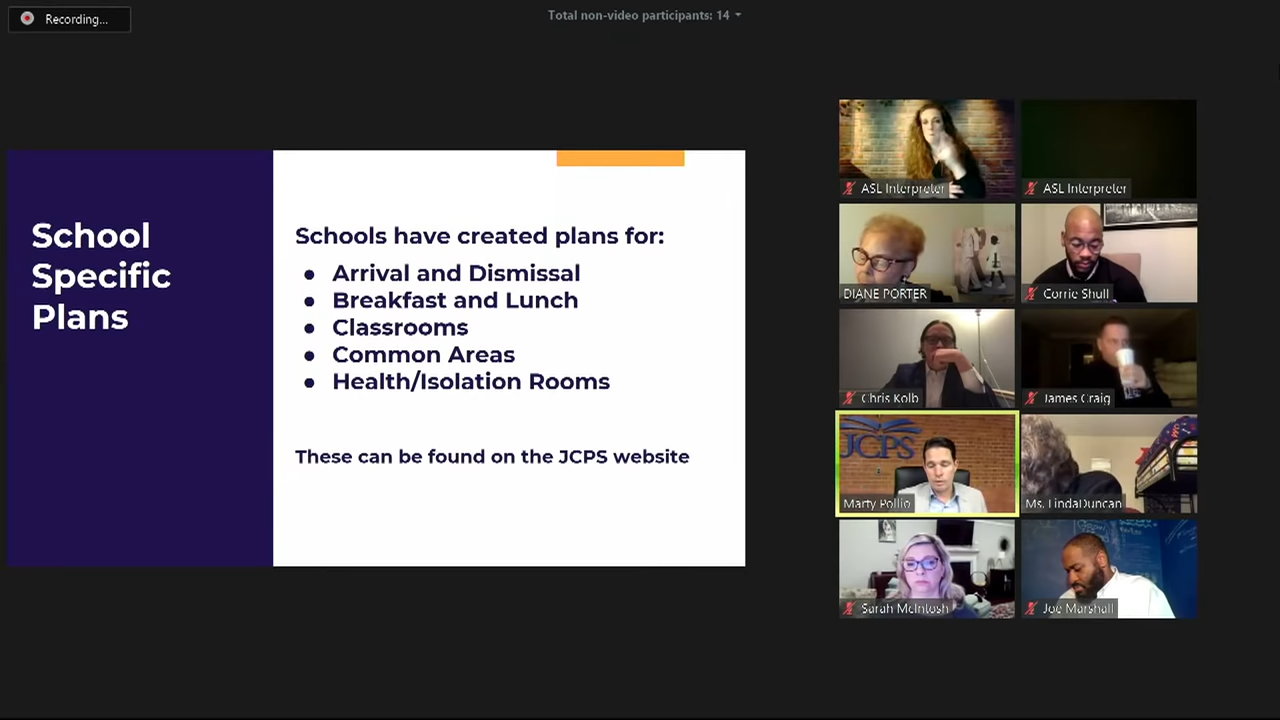 Recording...
Total non-video participants: 14
School
Specific
Plans
Schools have created plans for:
● Arrival and Dismissal
● Breakfast and Lunch
● Classrooms
● Common Areas
● Health/Isolation Rooms
These can be found on the JCPS website
ASL Interpreter
ASL Interpreter
DIANE PORTER
Corrie Shull
Chris Kolb
James Craig
JCPS
Marty Pollio
Ms. LindaDuncan
Sarah McIntosh
Joe Marshall